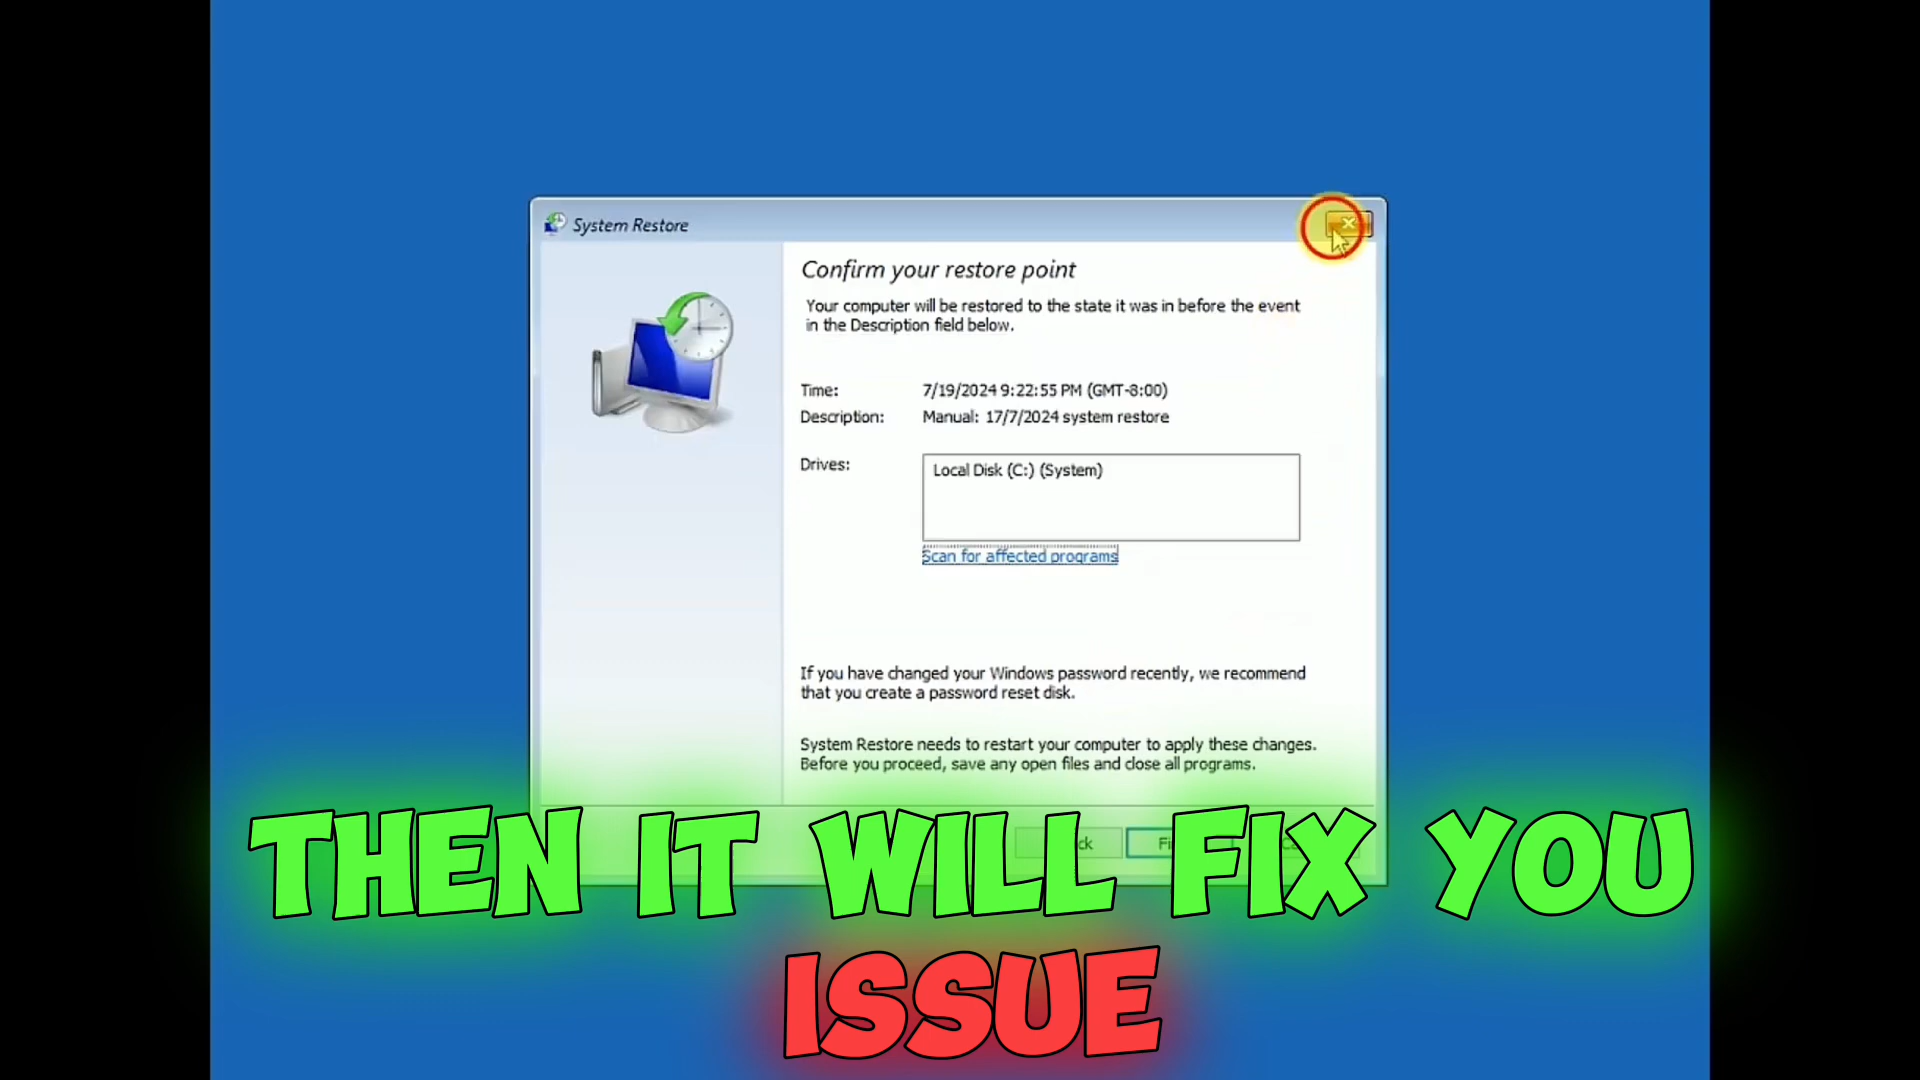 System Restore
Confirm your restore point
Your computer will be restored to the state it was in before the event
in the Description field below.
Time: 7/19/2024 9:22:55 PM (GMT-8:00)
Description: Manual: 17/7/2024 system restore
Drives: Local Disk (C:) (System)
Scan for affected programs
If you have changed your Windows password recently, we recommend
that you create a password reset disk.
System Restore needs to restart your computer to apply these changes.
Before you proceed, save any open files and close all programs.
THEN IT WILL FIX YOU
ISSUE